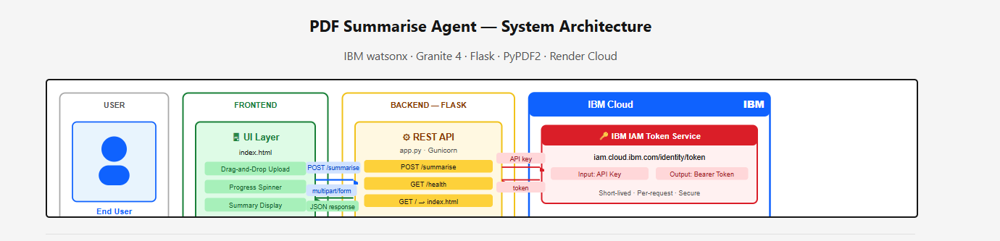 PDF Summarise Agent — System Architecture
IBM watsonx · Granite 4 · Flask · PyPDF2 · Render Cloud
USER
End User
FRONTEND
UI Layer
index.html
Drag-and-Drop Upload
Progress Spinner
Summary Display
POST /summarise
multipart/form
JSON response
BACKEND — FLASK
REST API
app.py · Gunicorn
POST /summarise
GET /health
GET / → index.html
API key
token
IBM Cloud
IBM
IBM IAM Token Service
iam.cloud.ibm.com/identity/token
Input: API Key
Output: Bearer Token
Short-lived · Per-request · Secure